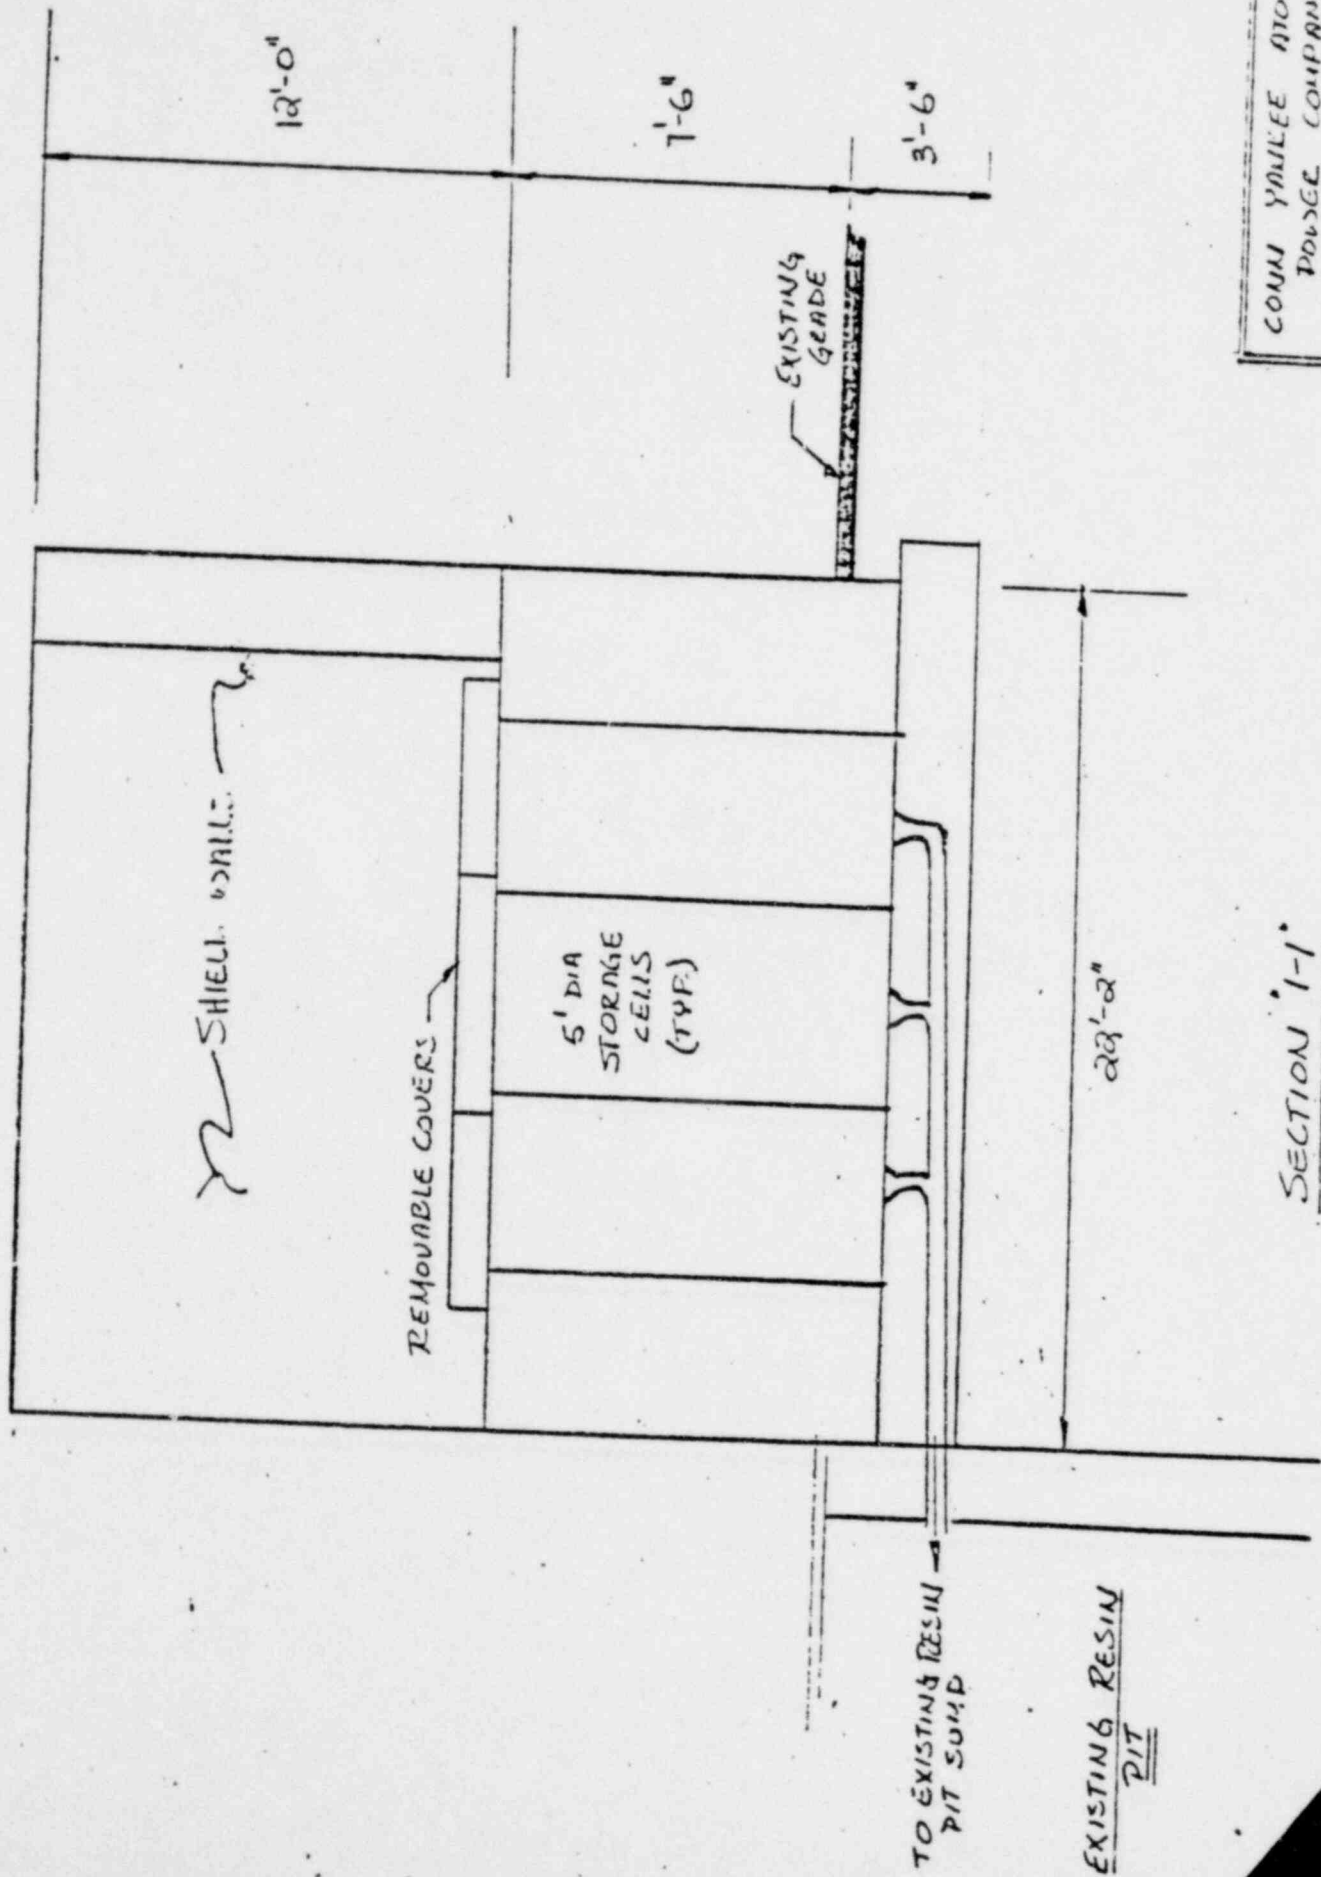 12'-0"
SHIELD WALLS
REMOVABLE COVERS
7'-6"
5' DIA
STORAGE
CELLS
(TYP.)
EXISTING
GRADE
3'-6"
TO EXISTING RESIN
PIT SUMP
22'-2"
EXISTING RESIN
PIT
SECTION "1-1"
CONN YANKEE ATO
POWER COMPAN